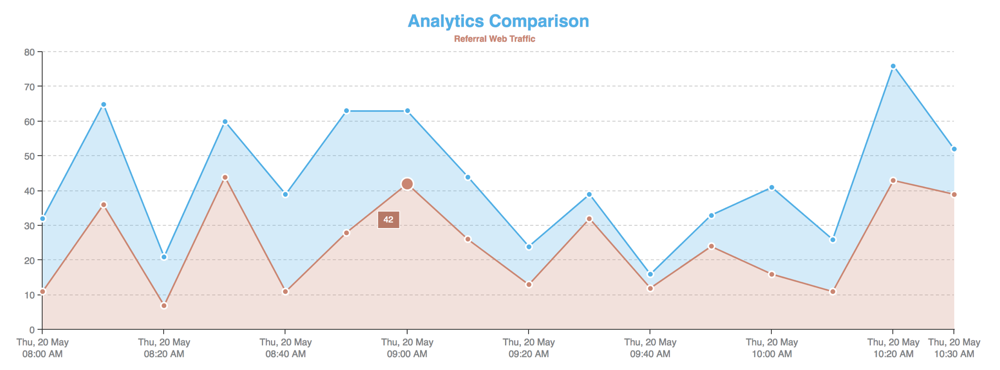 Analytics Comparison
Referral Web Traffic
80
70
60
50
40
30
20
10
0
42
Thu, 20 May
08:00 AM
Thu, 20 May
08:20 AM
Thu, 20 May
08:40 AM
Thu, 20 May
09:00 AM
Thu, 20 May
09:20 AM
Thu, 20 May
09:40 AM
Thu, 20 May
10:00 AM
Thu, 20 May
10:20 AM
Thu, 20 May
10:30 AM